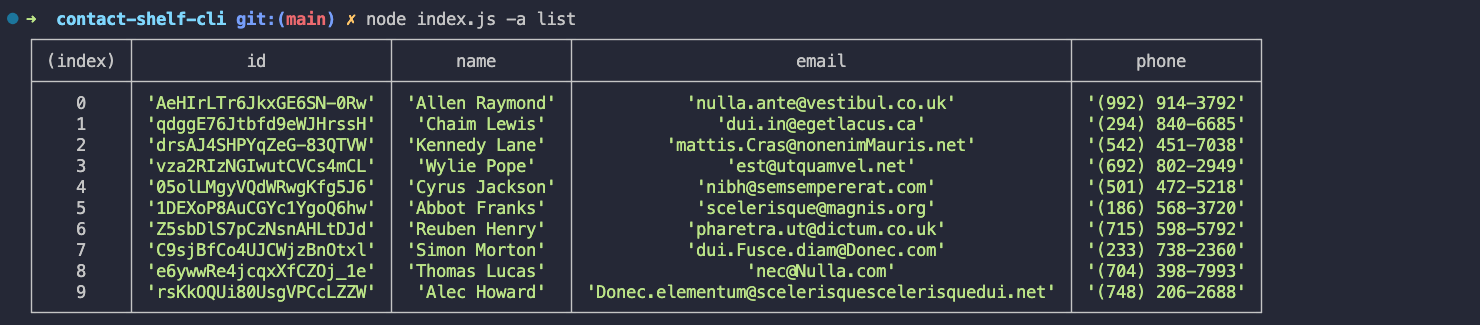 → contact-shelf-cli git:(main) ✗ node index.js -a list
(index) id name email phone
0 'AeHIrLTr6JkxGE6SN-0Rw' 'Allen Raymond' 'nulla.ante@vestibul.co.uk' '(992) 914-3792'
1 'qdggE76Jtbfd9eWJHrssH' 'Chaim Lewis' 'dui.in@egetlacus.ca' '(294) 840-6685'
2 'drsAJ4SHPYqZeG-83QTVW' 'Kennedy Lane' 'mattis.Cras@nonenimMauris.net' '(542) 451-7038'
3 'vza2RIzNGIwutCVCs4mCL' 'Wylie Pope' 'est@utquamvel.net' '(692) 802-2949'
4 '05olLMgyVQdWRwgKfg5J6' 'Cyrus Jackson' 'nibh@semsempererat.com' '(501) 472-5218'
5 '1DEXoP8AuCGYc1YgoQ6hw' 'Abbot Franks' 'scelerisque@magnis.org' '(186) 568-3720'
6 'Z5sbDlS7pCzNsnAHLtDJd' 'Reuben Henry' 'pharetra.ut@dictum.co.uk' '(715) 598-5792'
7 'C9sjBfCo4UJCWjzBnOtxl' 'Simon Morton' 'dui.Fusce.diam@Donec.com' '(233) 738-2360'
8 'e6ywwRe4jcqxXfCZOj_1e' 'Thomas Lucas' 'nec@Nulla.com' '(704) 398-7993'
9 'rsKkOQUi80UsgVPCcLZZW' 'Alec Howard' 'Donec.elementum@scelerisquescelerisquedui.net' '(748) 206-2688'